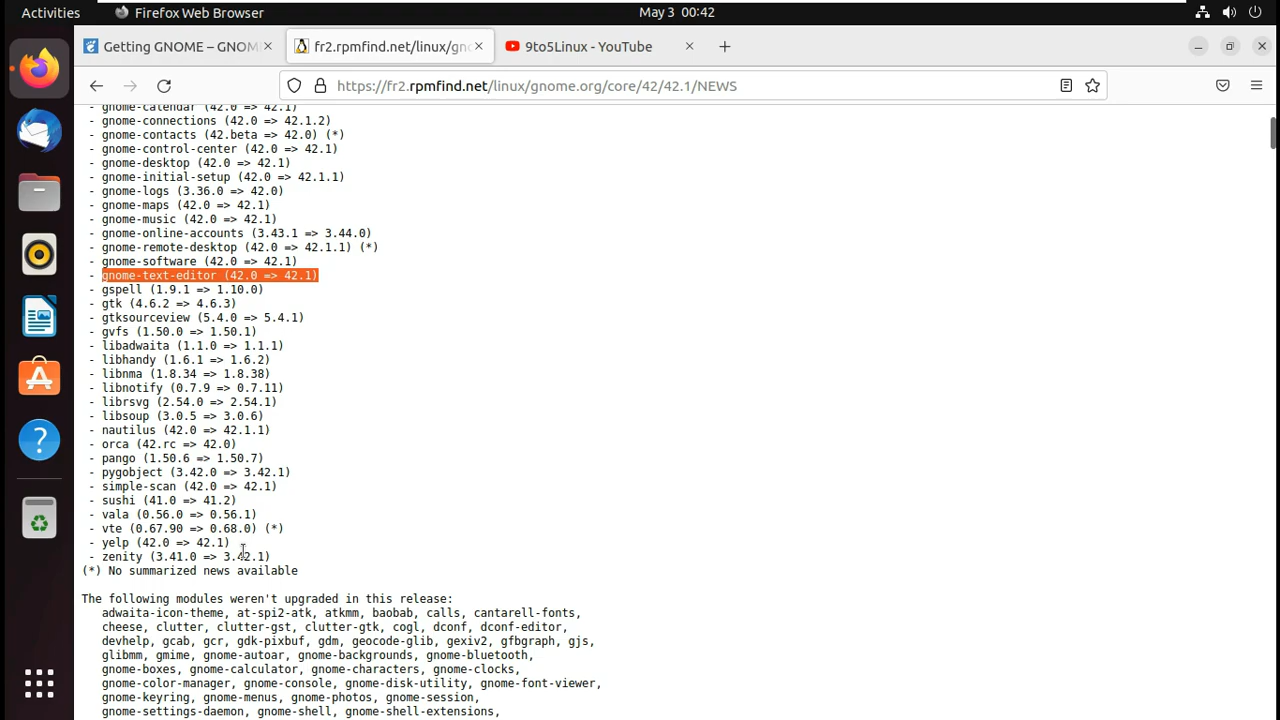 Activities
Firefox Web Browser
May 3 00:42
Getting GNOME – GNOM
fr2.rpmfind.net/linux/gno
9to5Linux - YouTube
https://fr2.rpmfind.net/linux/gnome.org/core/42/42.1/NEWS
- gnome-calendar (42.0 => 42.1)
- gnome-connections (42.0 => 42.1.2)
- gnome-contacts (42.beta => 42.0) (*)
- gnome-control-center (42.0 => 42.1)
- gnome-desktop (42.0 => 42.1)
- gnome-initial-setup (42.0 => 42.1.1)
- gnome-logs (3.36.0 => 42.0)
- gnome-maps (42.0 => 42.1)
- gnome-music (42.0 => 42.1)
- gnome-online-accounts (3.43.1 => 3.44.0)
- gnome-remote-desktop (42.0 => 42.1.1) (*)
- gnome-software (42.0 => 42.1)
- gnome-text-editor (42.0 => 42.1)
- gspell (1.9.1 => 1.10.0)
- gtk (4.6.2 => 4.6.3)
- gtksourceview (5.4.0 => 5.4.1)
- gvfs (1.50.0 => 1.50.1)
- libadwaita (1.1.0 => 1.1.1)
- libhandy (1.6.1 => 1.6.2)
- libnma (1.8.34 => 1.8.38)
- libnotify (0.7.9 => 0.7.11)
- librsvg (2.54.0 => 2.54.1)
- libsoup (3.0.5 => 3.0.6)
- nautilus (42.0 => 42.1.1)
- orca (42.rc => 42.0)
- pango (1.50.6 => 1.50.7)
- pygobject (3.42.0 => 3.42.1)
- simple-scan (42.0 => 42.1)
- sushi (41.0 => 41.2)
- vala (0.56.0 => 0.56.1)
- vte (0.67.90 => 0.68.0) (*)
- yelp (42.0 => 42.1)
- zenity (3.41.0 => 3.42.1)
(*) No summarized news available
The following modules weren't upgraded in this release:
adwaita-icon-theme, at-spi2-atk, atkmm, baobab, calls, cantarell-fonts,
cheese, clutter, clutter-gst, clutter-gtk, cogl, dconf, dconf-editor,
devhelp, gcab, gcr, gdk-pixbuf, gdm, geocode-glib, gexiv2, gfbgraph, gjs,
glibmm, gmime, gnome-autoar, gnome-backgrounds, gnome-bluetooth,
gnome-boxes, gnome-calculator, gnome-characters, gnome-clocks,
gnome-color-manager, gnome-console, gnome-disk-utility, gnome-font-viewer,
gnome-keyring, gnome-menus, gnome-photos, gnome-session,
gnome-settings-daemon, gnome-shell, gnome-shell-extensions,